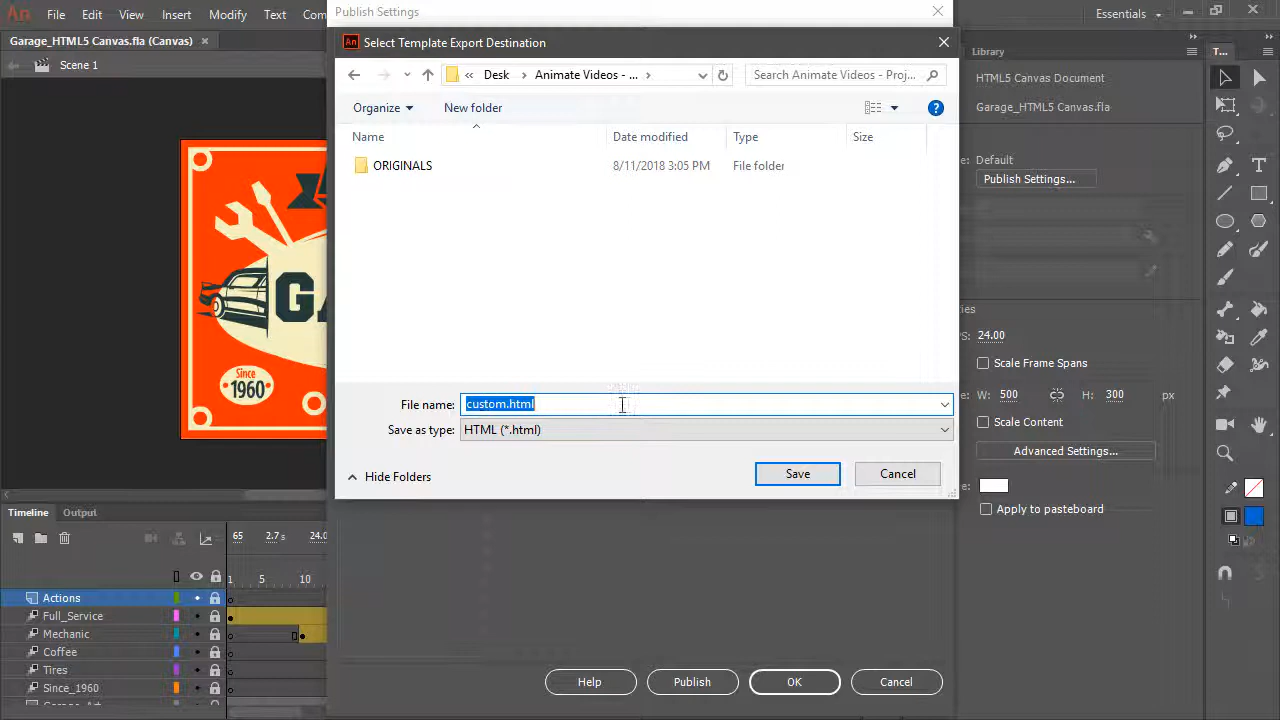 An File Edit View Insert Modify Text Com
Publish Settings
Essentials
Garage_HTML5 Canvas.fla (Canvas)
An Select Template Export Destination
Library
T...
Scene 1
« Desk Animate Videos - ...
Search Animate Videos - Proj...
HTML5 Canvas Document
Organize
New folder
Garage_HTML5 Canvas.fla
Name Date modified Type Size
ORIGINALS 8/11/2018 3:05 PM File folder
e: Default
Publish Settings...
GA
Since
1960
ies
S: 24.00
Scale Frame Spans
W: 500 H: 300 px
File name: custom.html
Scale Content
Save as type: HTML (*.html)
Advanced Settings...
Hide Folders
Save
Cancel
e:
Apply to pasteboard
Timeline Output
65 2.7 s 24.0
1 5 10
Actions
Full_Service
Mechanic
Coffee
Tires
Since_1960
Garage_Art
Help Publish OK Cancel